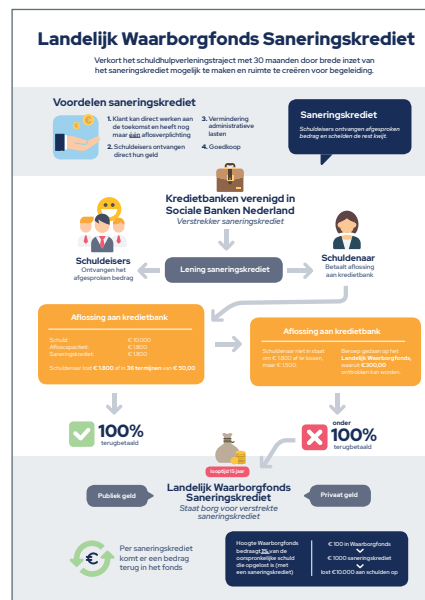 Landelijk Waarborgfonds Saneringskrediet
Verkort het schuldhulpverleningstraject met 30 maanden door brede inzet van
het saneringskrediet mogelijk te maken en ruimte te creëren voor begeleiding.
Voordelen saneringskrediet
1. Klant kan direct werken aan
de toekomst en heeft nog
maar één aflosverplichting
2. Schuldeisers ontvangen
direct hun geld
3. Vermindering
administratieve
lasten
4. Goedkoop
Saneringskrediet
Schuldeisers ontvangen afgesproken
bedrag en schelden de rest kwijt.
Kredietbanken verenigd in
Sociale Banken Nederland
Verstrekker saneringskrediet
Schuldeisers
Ontvangen het
afgesproken bedrag
Lening saneringskrediet
Schuldenaar
Betaalt aflossing
aan kredietbank
Aflossing aan kredietbank
Schuld: € 10.000
Afloscapaciteit: € 1.800
Saneringskrediet: € 1.800
Schuldenaar lost € 1.800 af in 36 termijnen van € 50,00
Aflossing aan kredietbank
Schuldenaar niet in staat
om € 1.800 af te lossen,
maar € 1.500.
Beroep gedaan op het
Landelijk Waarborgfonds,
waaruit €300,00
onttrokken kan worden.
100%
terugbetaald
onder
100%
terugbetaald
looptijd 15 jaar
Publiek geld
Landelijk Waarborgfonds
Saneringskrediet
Staat borg voor verstrekte
saneringskrediet
Privaat geld
€
Per saneringskrediet
komt er een bedrag
terug in het fonds
Hoogte Waarborgfonds
bedraagt 1% van de
oorspronkelijke schuld
die opgelost is (met
een saneringskrediet)
€ 100 in Waarborgfonds
€ 1000 saneringskrediet
lost €10.000 aan schulden op